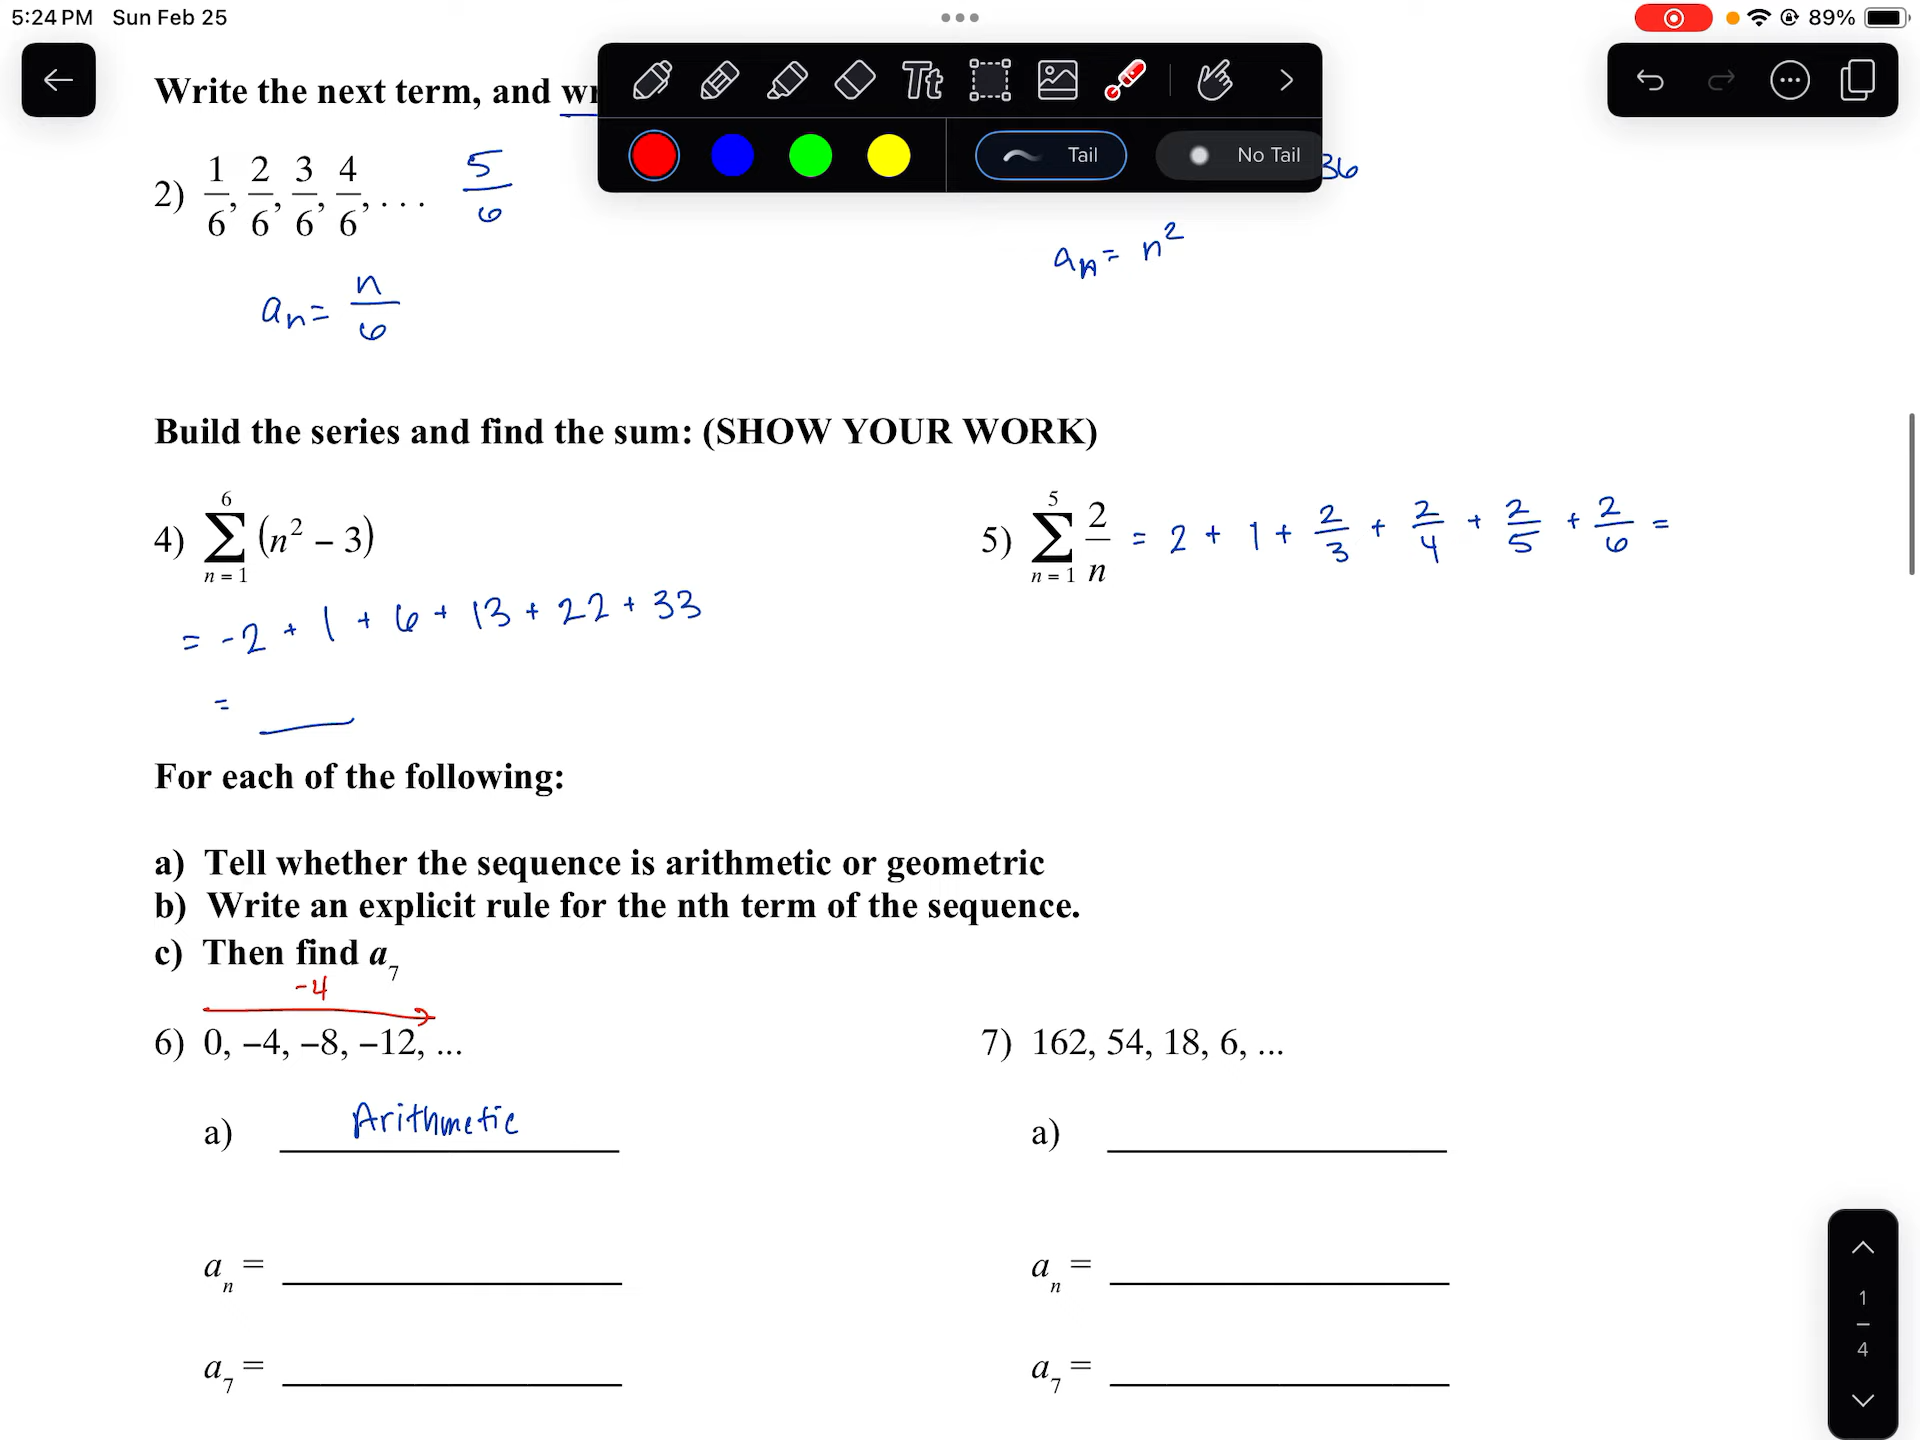 5:24 PM Sun Feb 25 89%
Write the next term, and wr
Tt
Tail No Tail
2) 1/6, 2/6, 3/6, 4/6, . . . 5/6
36
aₙ = n/6
aₙ = n²
Build the series and find the sum: (SHOW YOUR WORK)
4) ∑_{n = 1}^{6} (n² − 3)
= -2 + 1 + 6 + 13 + 22 + 33
=
5) ∑_{n = 1}^{5} 2/n = 2 + 1 + 2/3 + 2/4 + 2/5 + 2/6 =
For each of the following:
a) Tell whether the sequence is arithmetic or geometric
b) Write an explicit rule for the nth term of the sequence.
c) Then find a₇
-4
6) 0, −4, −8, −12, ...
a) Arithmetic
aₙ =
a₇ =
7) 162, 54, 18, 6, ...
a)
aₙ =
a₇ =
1
4